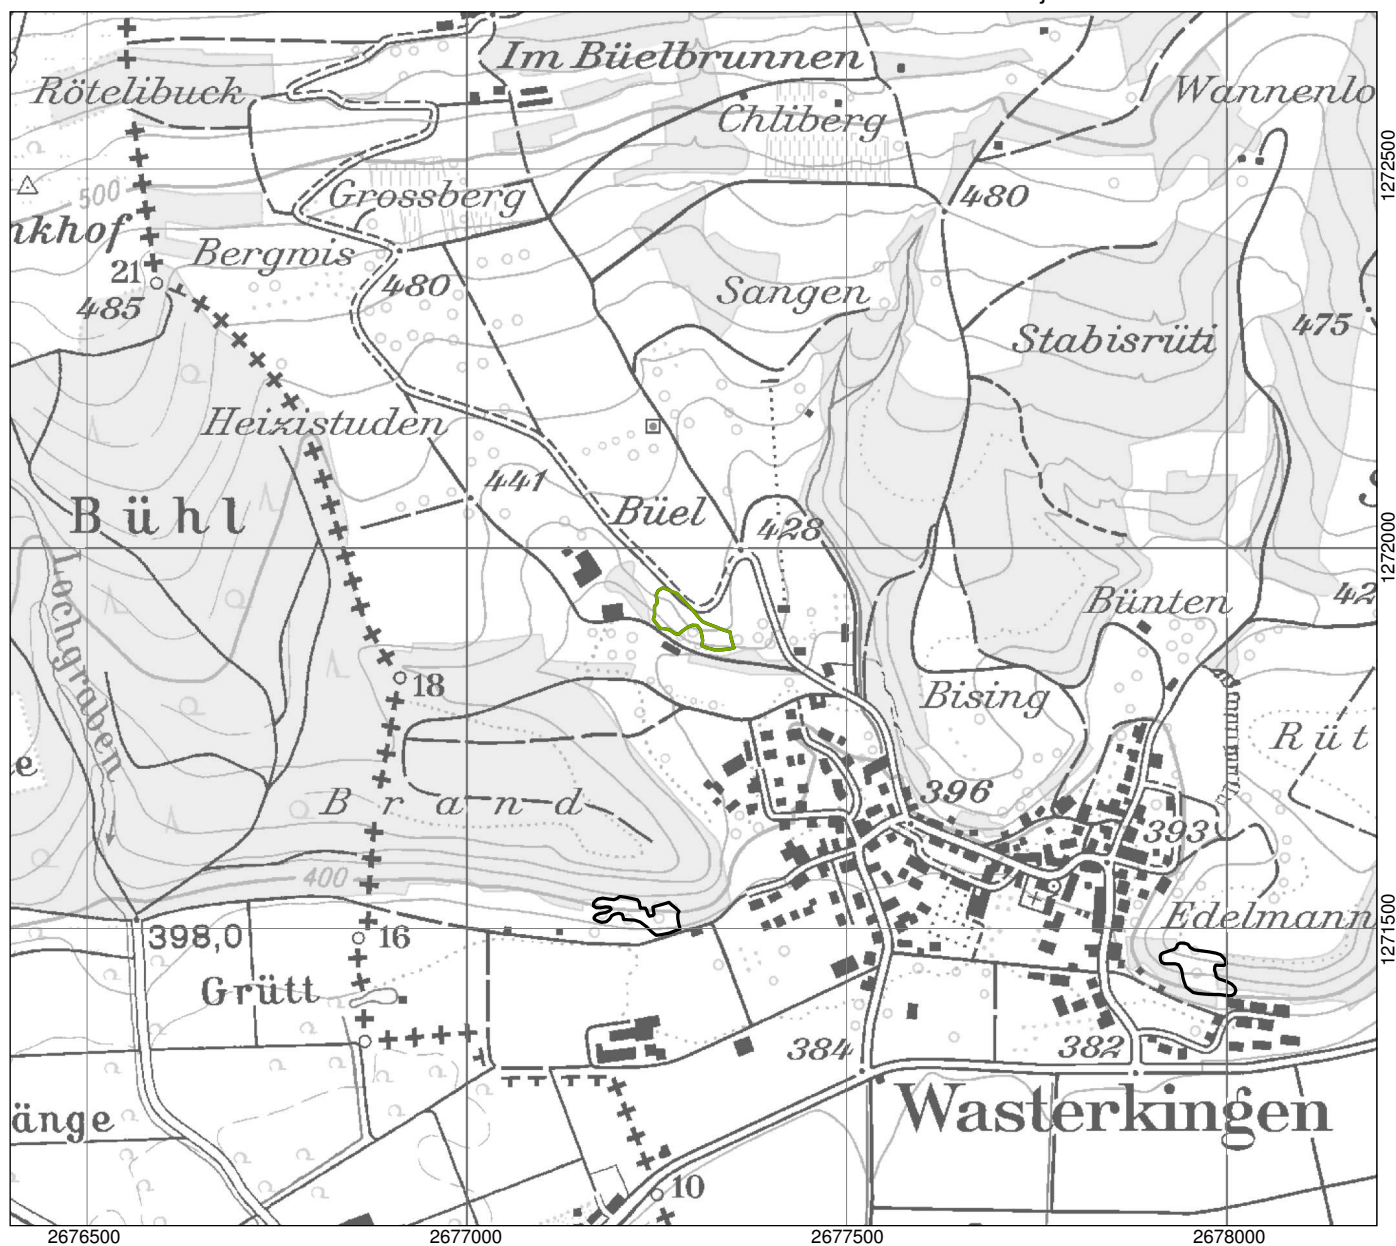 Im Büelbrunnen
Rötelibuck
Wannenlo
Chliberg
500
Grossberg
480
nkhof
Bergwis
21
480
485
Sangen
475
Stabisrüti
Heizistuden
441
Büel
428
Bühl
42
Bünten
Lochgraben
18
Bising
Rüt
e
Brand
396
393
400
Edelmann
398,0
16
Grütt
384
382
Wasterkingen
änge
10
1272500
1272000
1271500
2676500
2677000
2677500
2678000